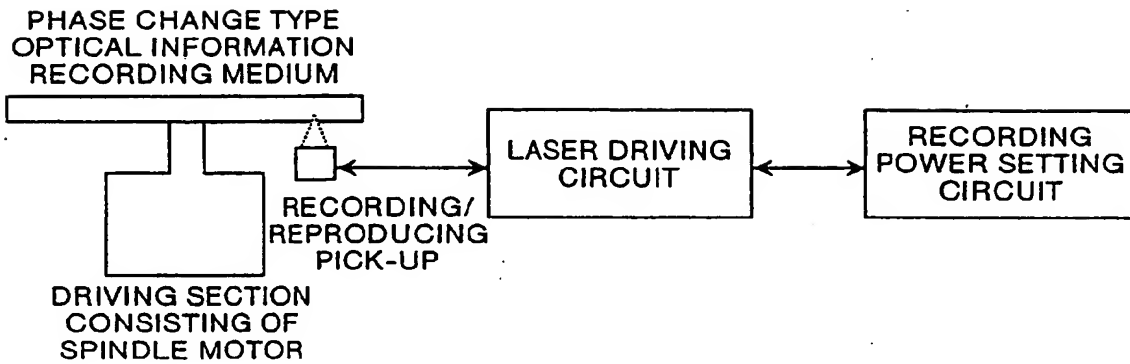 PHASE CHANGE TYPE
OPTICAL INFORMATION
RECORDING MEDIUM
LASER DRIVING
CIRCUIT
RECORDING
POWER SETTING
CIRCUIT
RECORDING/
REPRODUCING
PICK-UP
DRIVING SECTION
CONSISTING OF
SPINDLE MOTOR